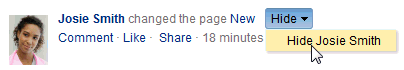 Josie Smith changed the page New Hide
Comment · Like · Share · 18 minutes
Hide Josie Smith